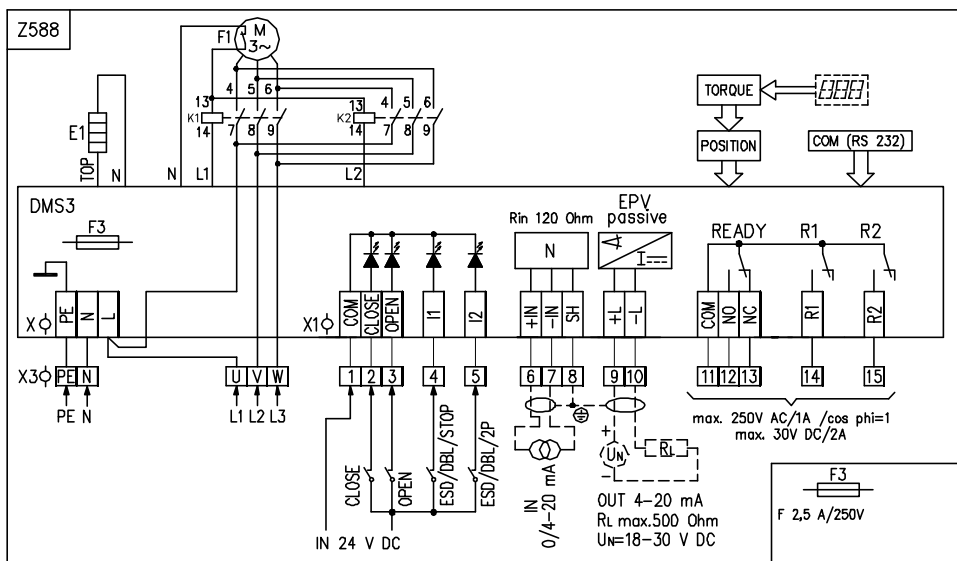 Z588
F1
M
3~
4 5 6
13
K1
14
7 8 9
13
K2
14
4 5 6
7 8 9
E1
TOP
N
N
L1
L2
TORQUE
POSITION
COM (RS 232)
DMS3
F3
Rin 120 Ohm
N
EPV
passive
I
READY
R1
R2
X
PE
N
L
X1
COM
CLOSE
OPEN
I1
I2
+IN
-IN
SH
+L
-L
COM
NO
NC
R1
R2
X3
PE N
U V W
1 2 3 4 5 6 7 8 9 10 11 12 13 14 15
PE N
L1 L2 L3
CLOSE
OPEN
ESD/DBL/STOP
ESD/DBL/2P
IN 24 V DC
IN
0/4-20 mA
+
UN
-
RL
OUT 4-20 mA
RL max.500 Ohm
UN=18-30 V DC
max. 250V AC/1A /cos phi=1
max. 30V DC/2A
F3
F 2,5 A/250V